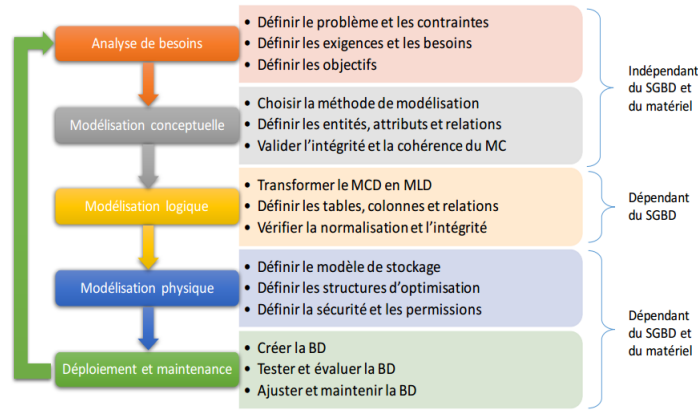 Analyse de besoins
• Définir le problème et les contraintes
• Définir les exigences et les besoins
• Définir les objectifs
Modélisation conceptuelle
• Choisir la méthode de modélisation
• Définir les entités, attributs et relations
• Valider l'intégrité et la cohérence du MC
Indépendant
du SGBD et
du matériel
Modélisation logique
• Transformer le MCD en MLD
• Définir les tables, colonnes et relations
• Vérifier la normalisation et l'intégrité
Dépendant
du SGBD
Modélisation physique
• Définir le modèle de stockage
• Définir les structures d'optimisation
• Définir la sécurité et les permissions
Déploiement et maintenance
• Créer la BD
• Tester et évaluer la BD
• Ajuster et maintenir la BD
Dépendant
du SGBD et
du matériel